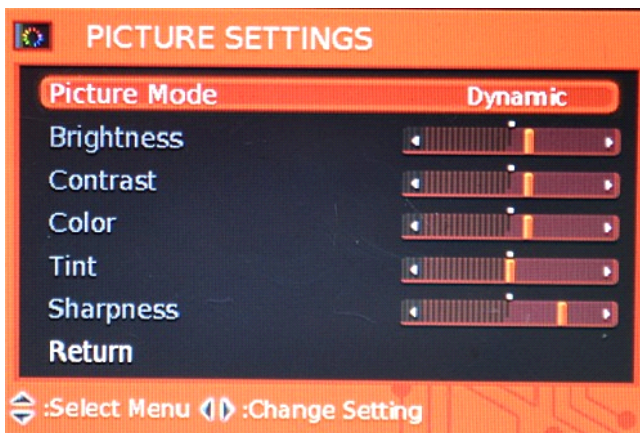 PICTURE SETTINGS
Picture Mode Dynamic
Brightness
Contrast
Color
Tint
Sharpness
Return
:Select Menu :Change Setting